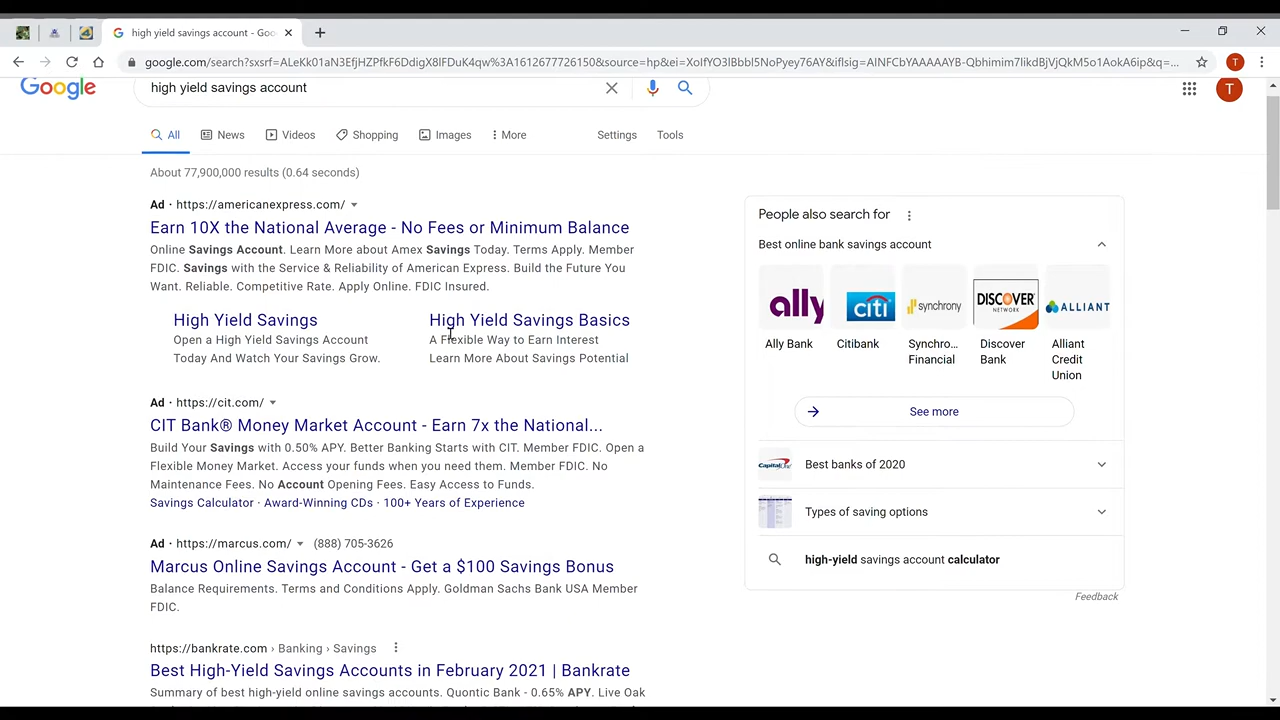 high yield savings account - Goo
google.com/search?sxsrf=ALeKk01aN3EfjHZPfkF6DdigX8lFDuK4qw%3A1612677726150&source=hp&ei=XoIfYO3lBbbI5NoPyey76AY&iflsig=AINFCbYAAAAAYB-Qbhimim7IikdBjVjQkM5o1AokA6ip&q=...
T
Google
high yield savings account
T
All
News
Videos
Shopping
Images
More
Settings
Tools
About 77,900,000 results (0.64 seconds)
Ad · https://americanexpress.com/
Earn 10X the National Average - No Fees or Minimum Balance
Online Savings Account. Learn More about Amex Savings Today. Terms Apply. Member
FDIC. Savings with the Service & Reliability of American Express. Build the Future You
Want. Reliable. Competitive Rate. Apply Online. FDIC Insured.
High Yield Savings
Open a High Yield Savings Account
Today And Watch Your Savings Grow.
High Yield Savings Basics
A Flexible Way to Earn Interest
Learn More About Savings Potential
Ad · https://cit.com/
CIT Bank® Money Market Account - Earn 7x the National...
Build Your Savings with 0.50% APY. Better Banking Starts with CIT. Member FDIC. Open a
Flexible Money Market. Access your funds when you need them. Member FDIC. No
Maintenance Fees. No Account Opening Fees. Easy Access to Funds.
Savings Calculator · Award-Winning CDs · 100+ Years of Experience
Ad · https://marcus.com/ (888) 705-3626
Marcus Online Savings Account - Get a $100 Savings Bonus
Balance Requirements. Terms and Conditions Apply. Goldman Sachs Bank USA Member
FDIC.
https://bankrate.com › Banking › Savings
Best High-Yield Savings Accounts in February 2021 | Bankrate
Summary of best high-yield online savings accounts. Quontic Bank - 0.65% APY. Live Oak
People also search for
Best online bank savings account
ally
citi
synchrony
DISCOVER
NETWORK
ALLIANT
Ally Bank
Citibank
Synchro...
Financial
Discover
Bank
Alliant
Credit
Union
See more
Capital One
Best banks of 2020
Types of saving options
high-yield savings account calculator
Feedback